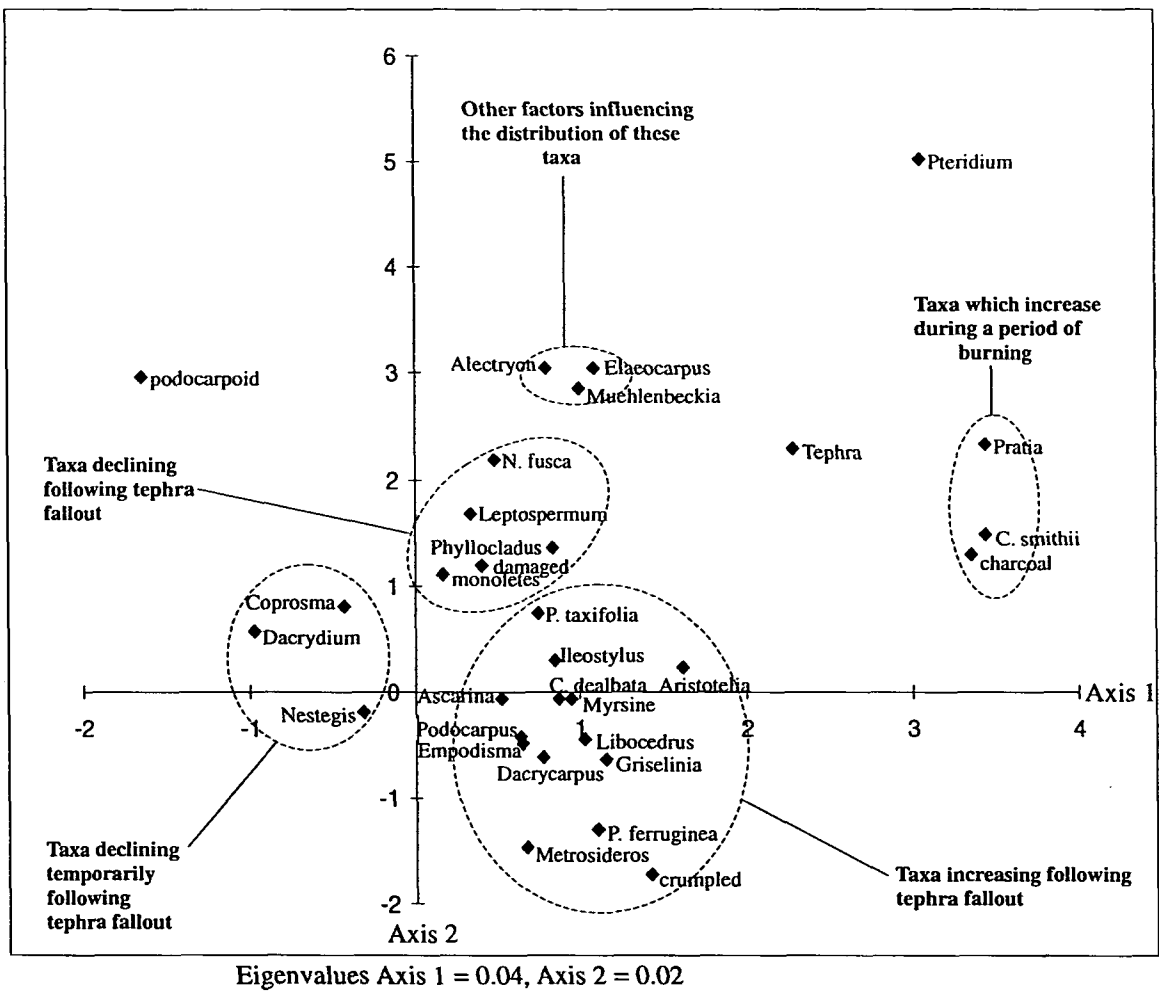 6
Other factors influencing
the distribution of these
taxa
5
Pteridium
4
Taxa which increase
during a period of
burning
Alectryon
Elaeocarpus
3
podocarpoid
Muehlenbeckia
Pratia
Tephra
Taxa declining
following tephra
fallout
N. fusca
2
Leptospermum
C. smithii
charcoal
Phyllocladus
damaged
monoletes
1
Coprosma
P. taxifolia
Dacrydium
Ileostylus
C. dealbata
Aristotelia
Ascarina
0
Axis 1
Myrsine
Nestegis
-2
-1
1
2
3
4
Podocarpus
Empodisma
Libocedrus
Griselinia
Dacrycarpus
-1
P. ferruginea
Metrosideros
crumpled
Taxa declining
temporarily
following
tephra fallout
Taxa increasing following
tephra fallout
-2
Axis 2
Eigenvalues Axis 1 = 0.04, Axis 2 = 0.02